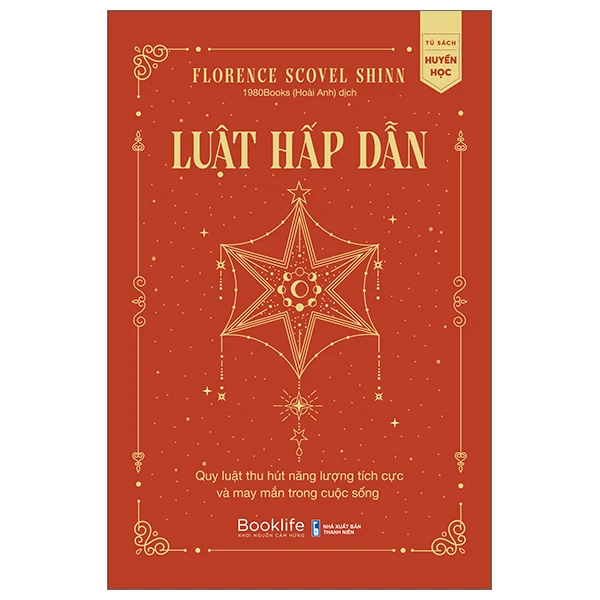 TỦ SÁCH
HUYỀN
HỌC
FLORENCE SCOVEL SHINN
1980Books (Hoài Anh) dịch
LUẬT HẤP DẪN
Quy luật thu hút năng lượng tích cực
và may mắn trong cuộc sống
Booklife
KHƠI NGUỒN CẢM HỨNG
NHÀ XUẤT BẢN
THANH NIÊN